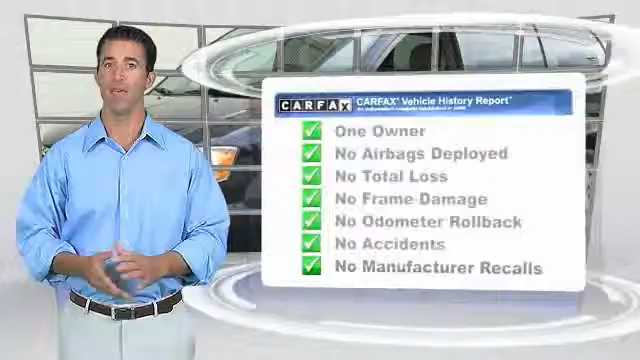 CARFAX CARFAX Vehicle History Report™
One Owner
No Airbags Deployed
No Total Loss
No Frame Damage
No Odometer Rollback
No Accidents
No Manufacturer Recalls